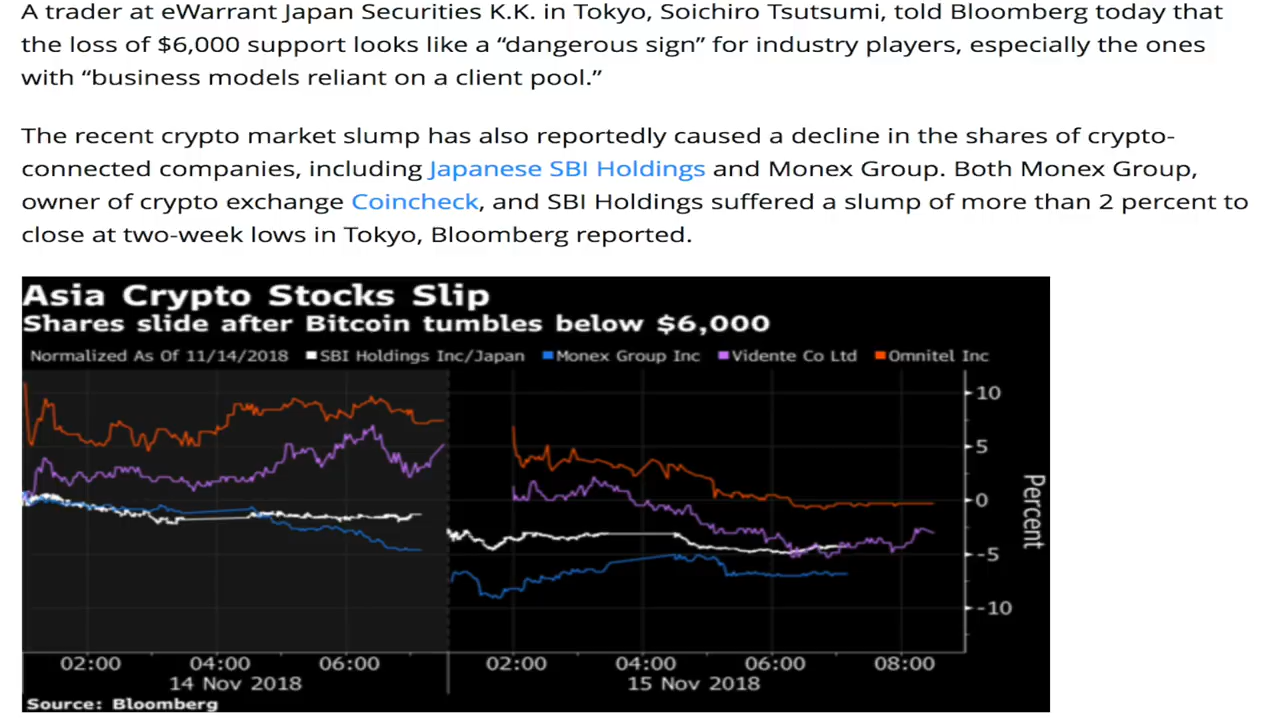 A trader at eWarrant Japan Securities K.K. in Tokyo, Soichiro Tsutsumi, told Bloomberg today that
the loss of $6,000 support looks like a “dangerous sign” for industry players, especially the ones
with “business models reliant on a client pool.”
The recent crypto market slump has also reportedly caused a decline in the shares of crypto-
connected companies, including Japanese SBI Holdings and Monex Group. Both Monex Group,
owner of crypto exchange Coincheck, and SBI Holdings suffered a slump of more than 2 percent to
close at two-week lows in Tokyo, Bloomberg reported.
Asia Crypto Stocks Slip
Shares slide after Bitcoin tumbles below $6,000
Normalized As Of 11/14/2018 SBI Holdings Inc/Japan Monex Group Inc Vidente Co Ltd Omnitel Inc
10
5
0
-5
-10
Percent
02:00 04:00 06:00 02:00 04:00 06:00 08:00
14 Nov 2018 15 Nov 2018
Source: Bloomberg